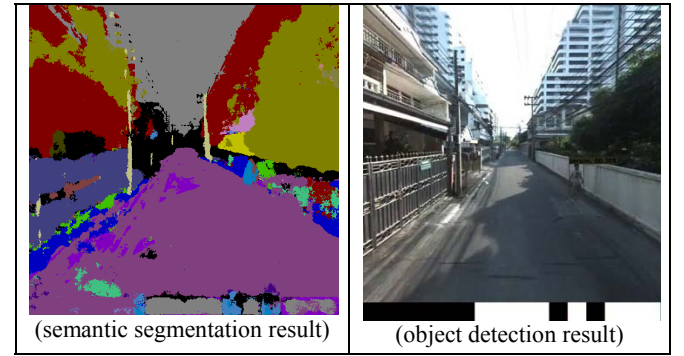 (semantic segmentation result)
(object detection result)